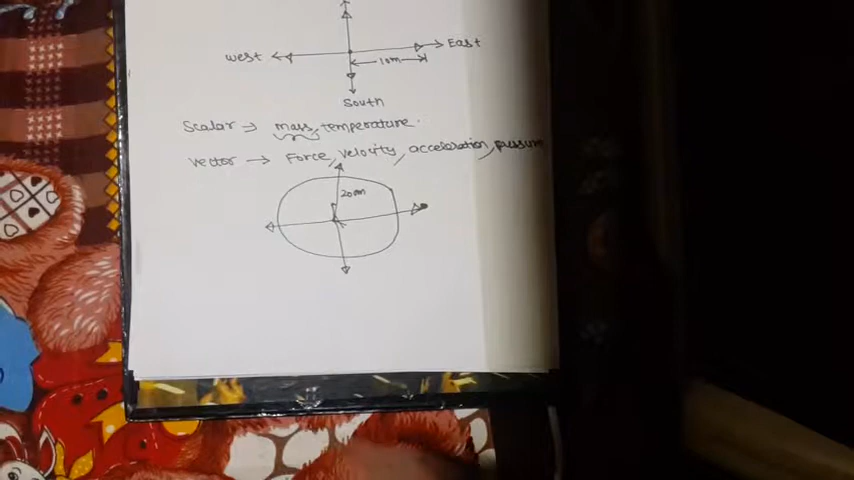 west East
10m
South
Scalar ⇒ mass, temperature.
vector → Force, velocity, acceleration, pressure
20m